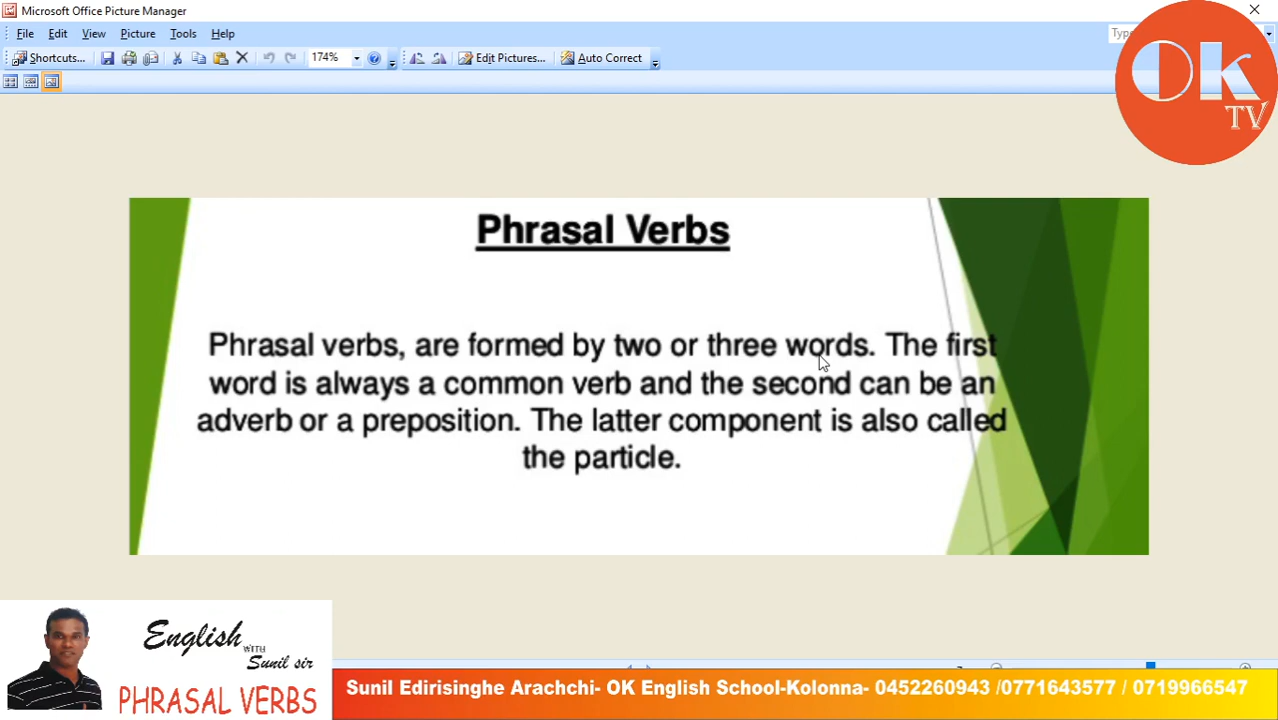 Microsoft Office Picture Manager
File Edit View Picture Tools Help
Shortcuts... 174% Edit Pictures... Auto Correct
OK
TV
Phrasal Verbs
Phrasal verbs, are formed by two or three words. The first
word is always a common verb and the second can be an
adverb or a preposition. The latter component is also called
the particle.
English
WITH
Sunil sir
PHRASAL VERBS
Sunil Edirisinghe Arachchi- OK English School-Kolonna- 0452260943 /0771643577 / 0719966547